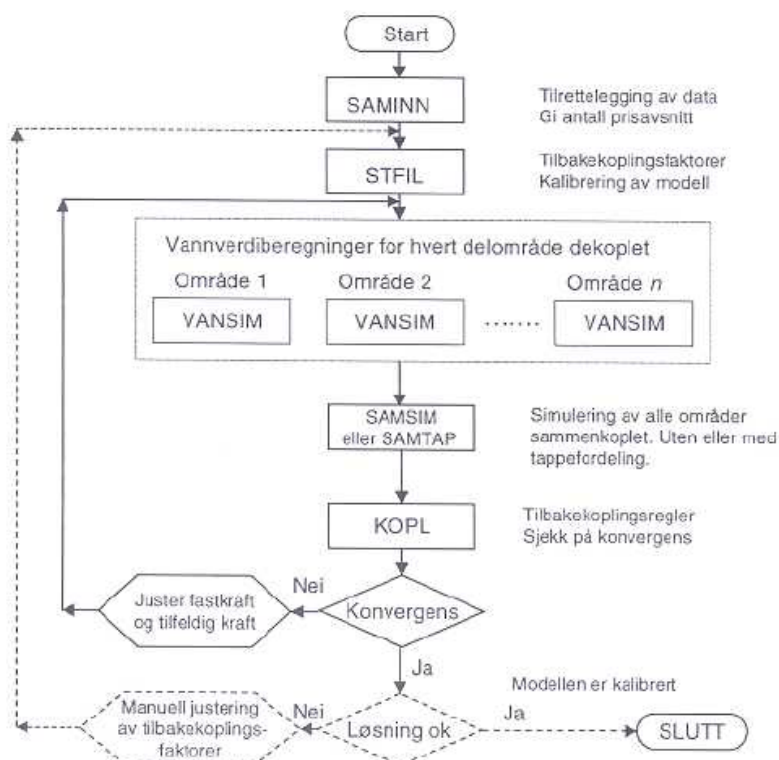 Start
SAMINN
Tilrettelegging av data
Gi antall prisavsnitt
STFIL
Tilbakekoplingsfaktorer
Kalibrering av modell
Vannverdiberegninger for hvert delområde dekoplet
Område 1
Område 2
Område n
VANSIM
VANSIM
.......
VANSIM
SAMSIM
eller SAMTAP
Simulering av alle områder
sammenkoplet. Uten eller med
tappefordeling.
KOPL
Tilbakekoplingsregler
Sjekk på konvergens
Juster fastkraft
og tilfeldig kraft
Nei
Konvergens
Ja
Manuell justering
av tilbakekoplings-
faktorer
Nei
Løsning ok
Modellen er kalibrert
Ja
SLUTT